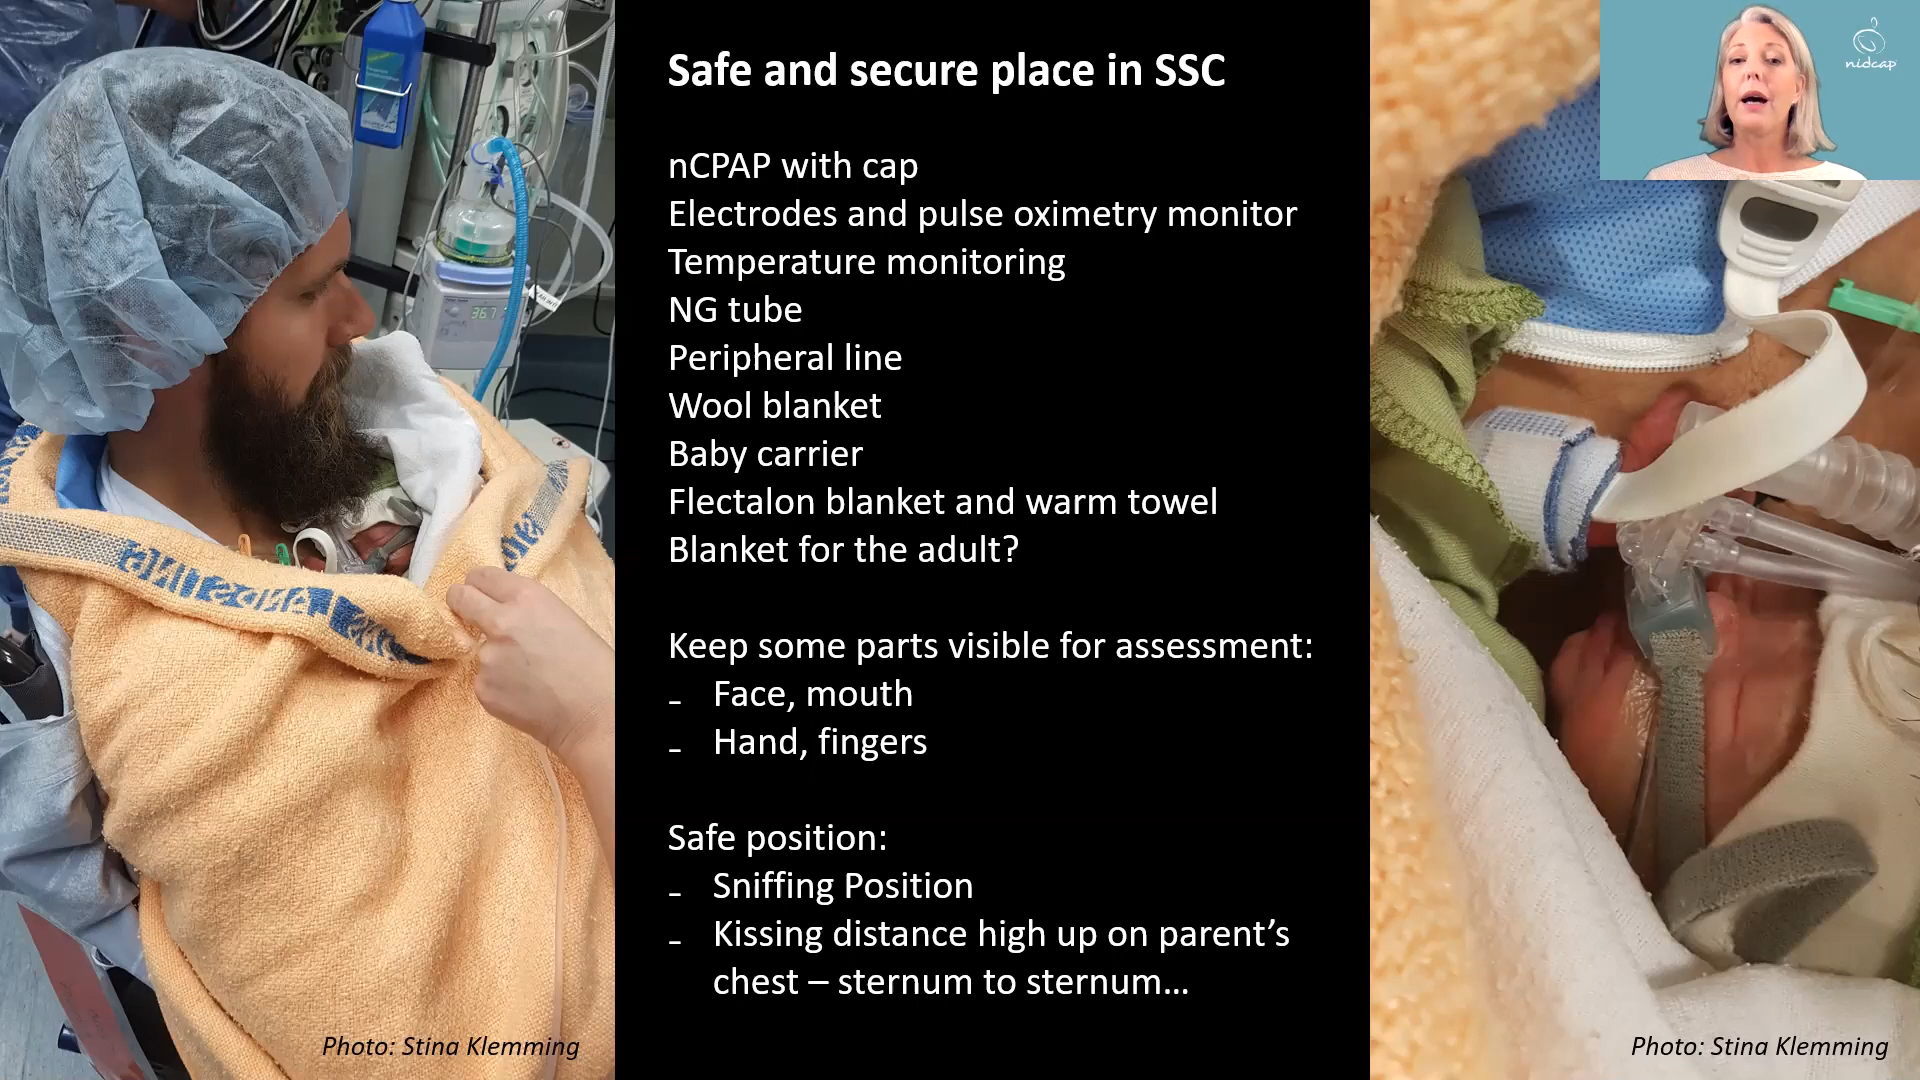 Safe and secure place in SSC
nCPAP with cap
Electrodes and pulse oximetry monitor
Temperature monitoring
NG tube
Peripheral line
Wool blanket
Baby carrier
Flectalon blanket and warm towel
Blanket for the adult?
Keep some parts visible for assessment:
- Face, mouth
- Hand, fingers
Safe position:
- Sniffing Position
- Kissing distance high up on parent’s
chest – sternum to sternum…
Photo: Stina Klemming
Photo: Stina Klemming
nidcap
36.7